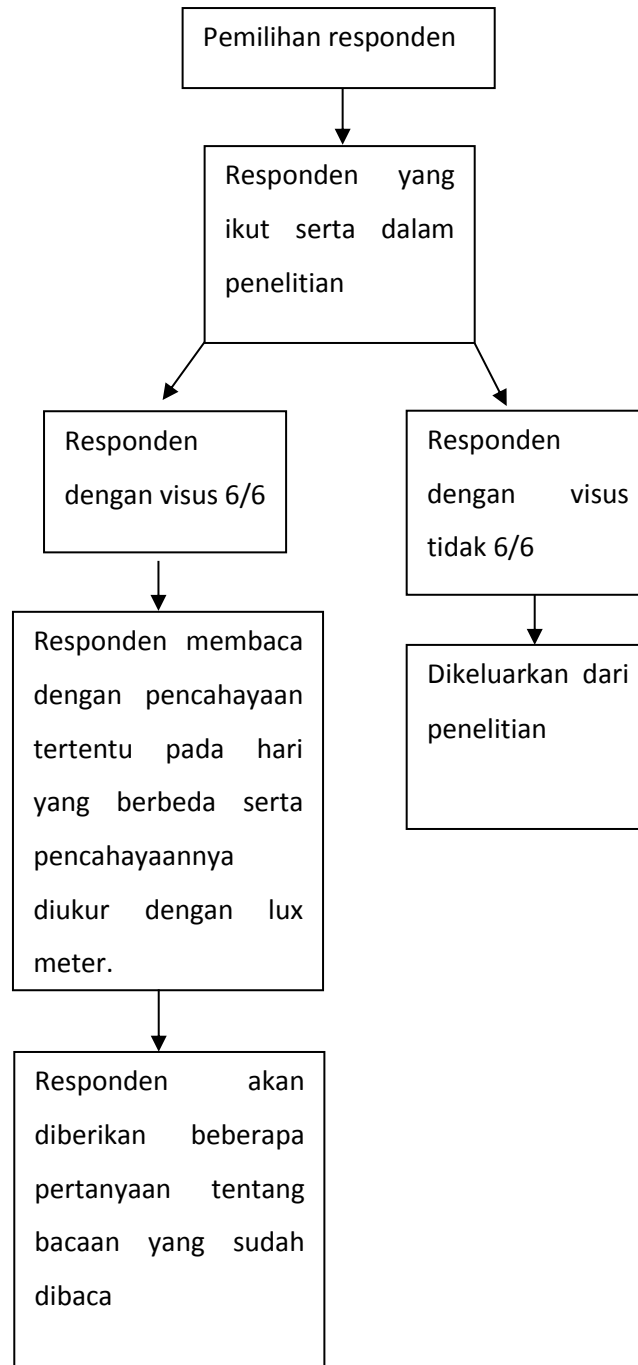 Pemilihan responden
Responden yang
ikut serta dalam
penelitian
Responden
dengan visus 6/6
Responden
dengan visus
tidak 6/6
Responden membaca
dengan pencahayaan
tertentu pada hari
yang berbeda serta
pencahayaannya
diukur dengan lux
meter.
Dikeluarkan dari
penelitian
Responden akan
diberikan beberapa
pertanyaan tentang
bacaan yang sudah
dibaca